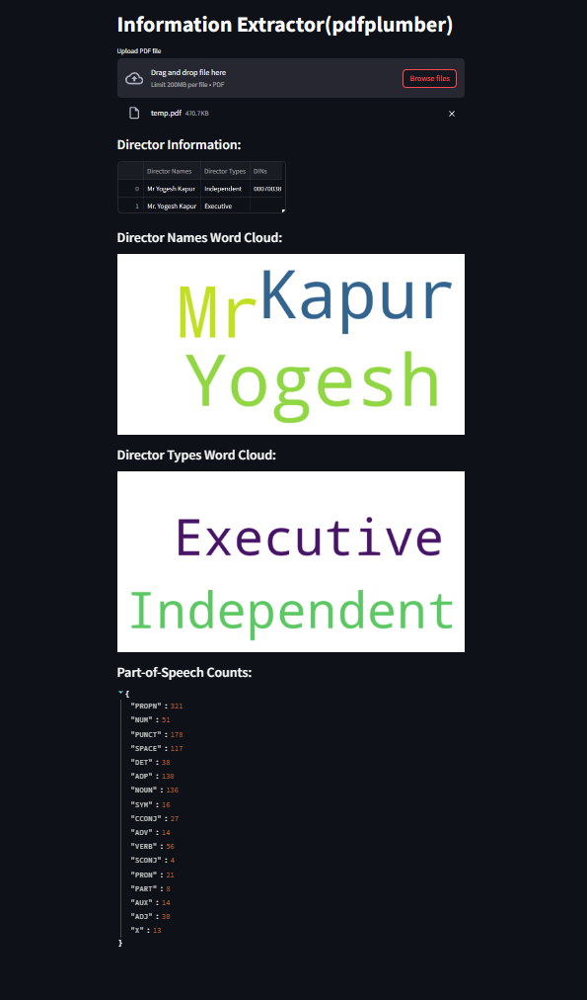 Information Extractor(pdfplumber)
Upload PDF file
Drag and drop file here
Limit 200MB per file • PDF
Browse files
temp.pdf 470.7KB
Director Information:
Director Names Director Types DINs
0 Mr Yogesh Kapur Independent 00070038
1 Mr. Yogesh Kapur Executive
Director Names Word Cloud:
Mr Kapur
Yogesh
Director Types Word Cloud:
Executive
Independent
Part-of-Speech Counts:
{
"PROPN" : 321
"NUM" : 51
"PUNCT" : 178
"SPACE" : 117
"DET" : 38
"ADP" : 130
"NOUN" : 136
"SYM" : 16
"CCONJ" : 27
"ADV" : 14
"VERB" : 56
"SCONJ" : 4
"PRON" : 21
"PART" : 8
"AUX" : 14
"ADJ" : 30
"X" : 13
}